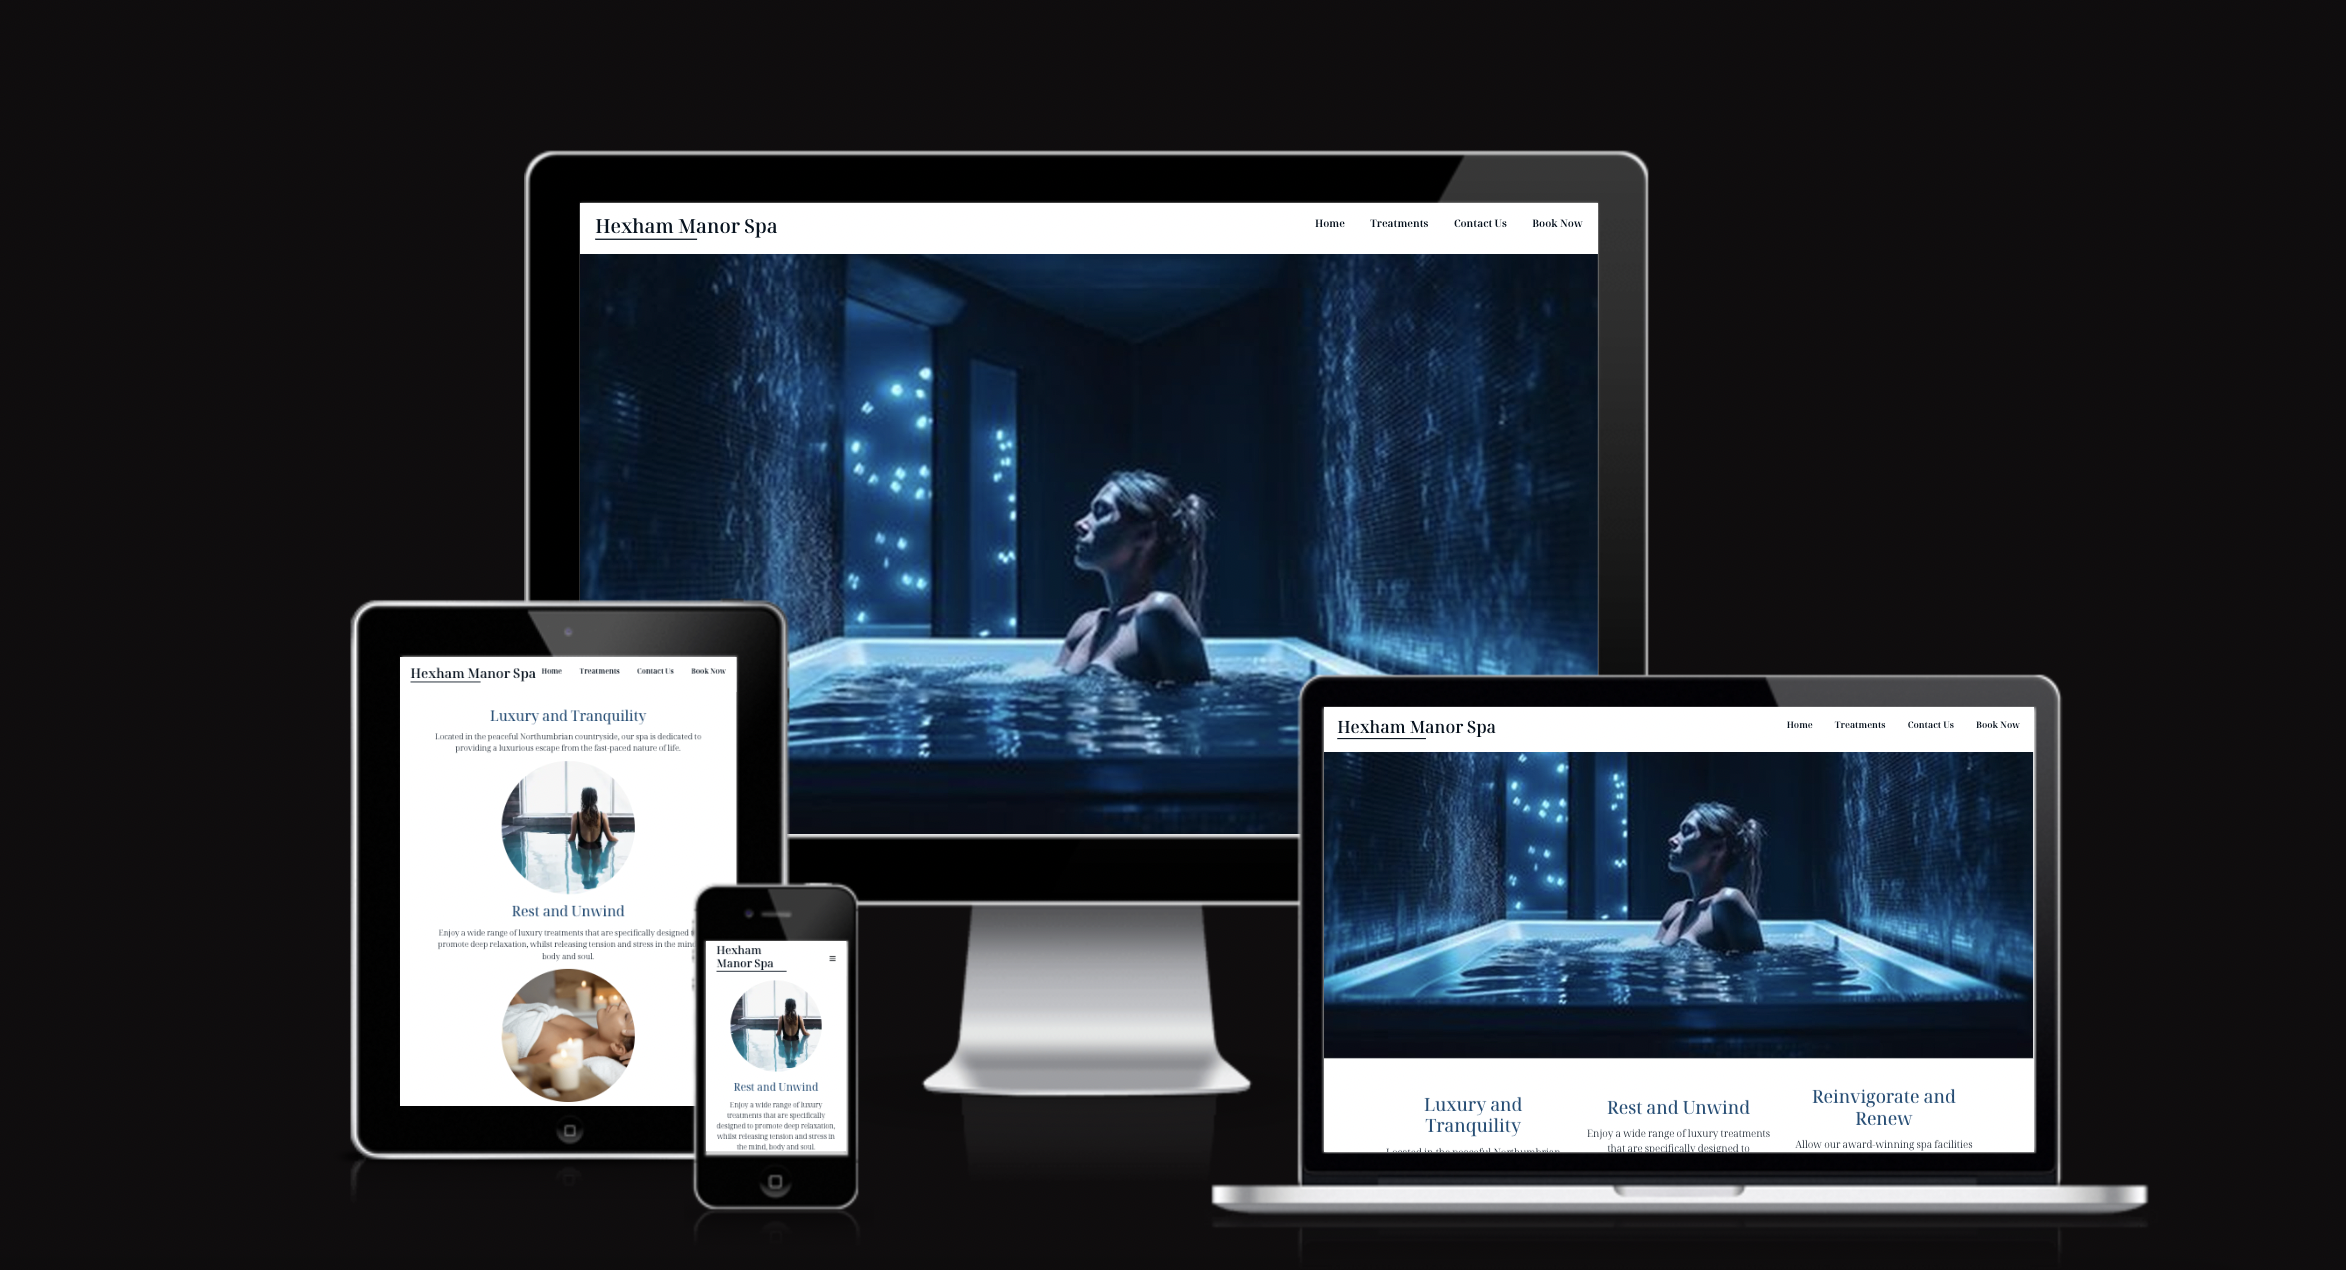 Hexham Manor Spa
Home Treatments Contact Us Book Now
Hexham Manor Spa Home Treatments Contact Us Book Now
Luxury and Tranquility
Located in the peaceful Northumbrian countryside, our spa is dedicated to
providing a luxurious escape from the fast-paced nature of life.
Rest and Unwind
Enjoy a wide range of luxury treatments that are specifically designed
promote deep relaxation, whilst releasing tension and stress in the mind
body and soul.
Hexham
Manor Spa
Rest and Unwind
Enjoy a wide range of luxury
treatments that are specifically
designed to promote deep relaxation,
whilst releasing tension and stress in
the mind, body and soul.
Hexham Manor Spa
Home Treatments Contact Us Book Now
Luxury and
Tranquility
Located in the peaceful Northumbrian
Rest and Unwind
Enjoy a wide range of luxury treatments
that are specifically designed to
Reinvigorate and
Renew
Allow our award-winning spa facilities